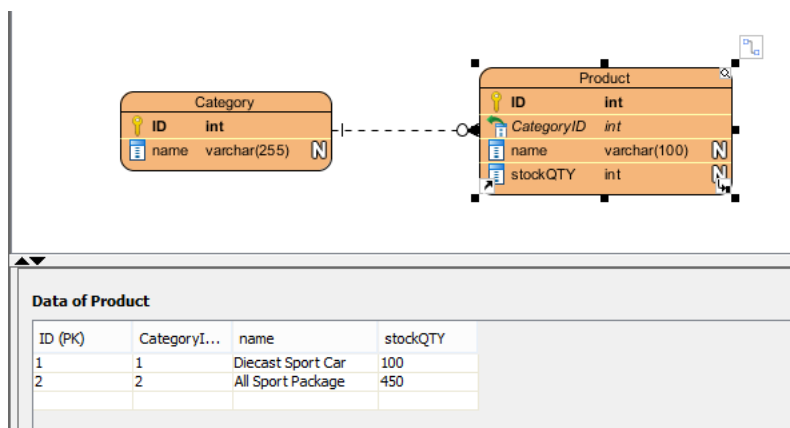 Category
ID int
name varchar(255) N
Product
ID int
CategoryID int
name varchar(100) N
stockQTY int N
Data of Product
ID (PK) CategoryI... name stockQTY
1 1 Diecast Sport Car 100
2 2 All Sport Package 450